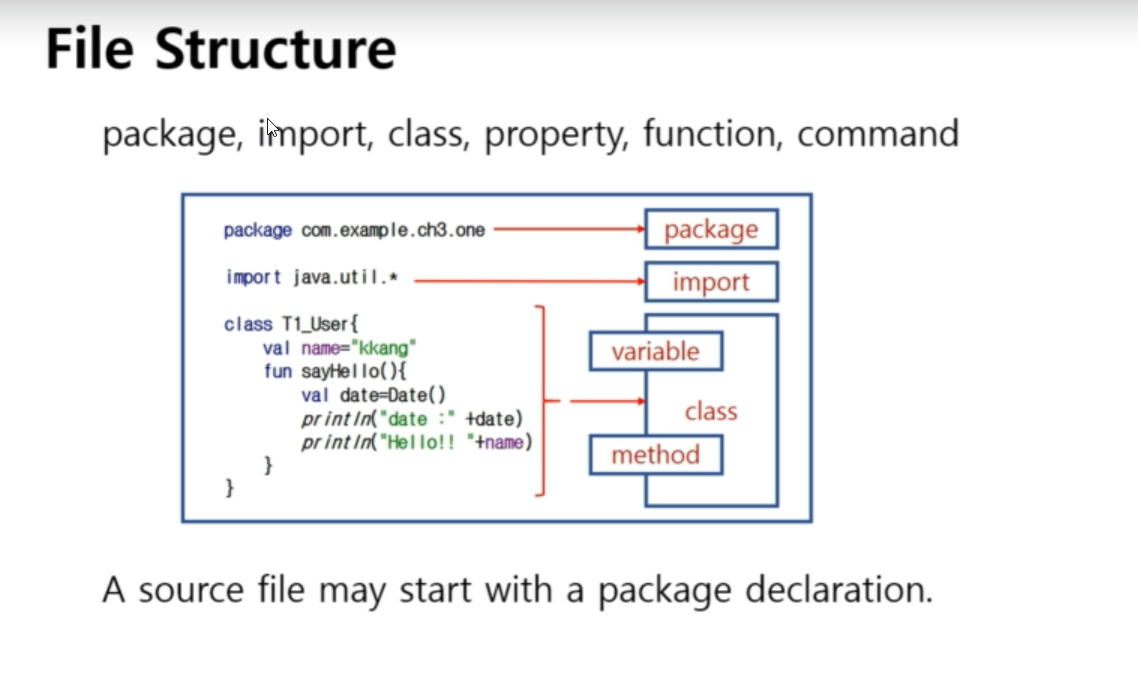 File Structure
package, import, class, property, function, command
package com.example.ch3.one
package
import java.util.*
import
class T1_User{
val name="kkang"
fun sayHello(){
val date=Date()
println("date :" +date)
println("Hello!! "+name)
}
}
variable
class
method
A source file may start with a package declaration.